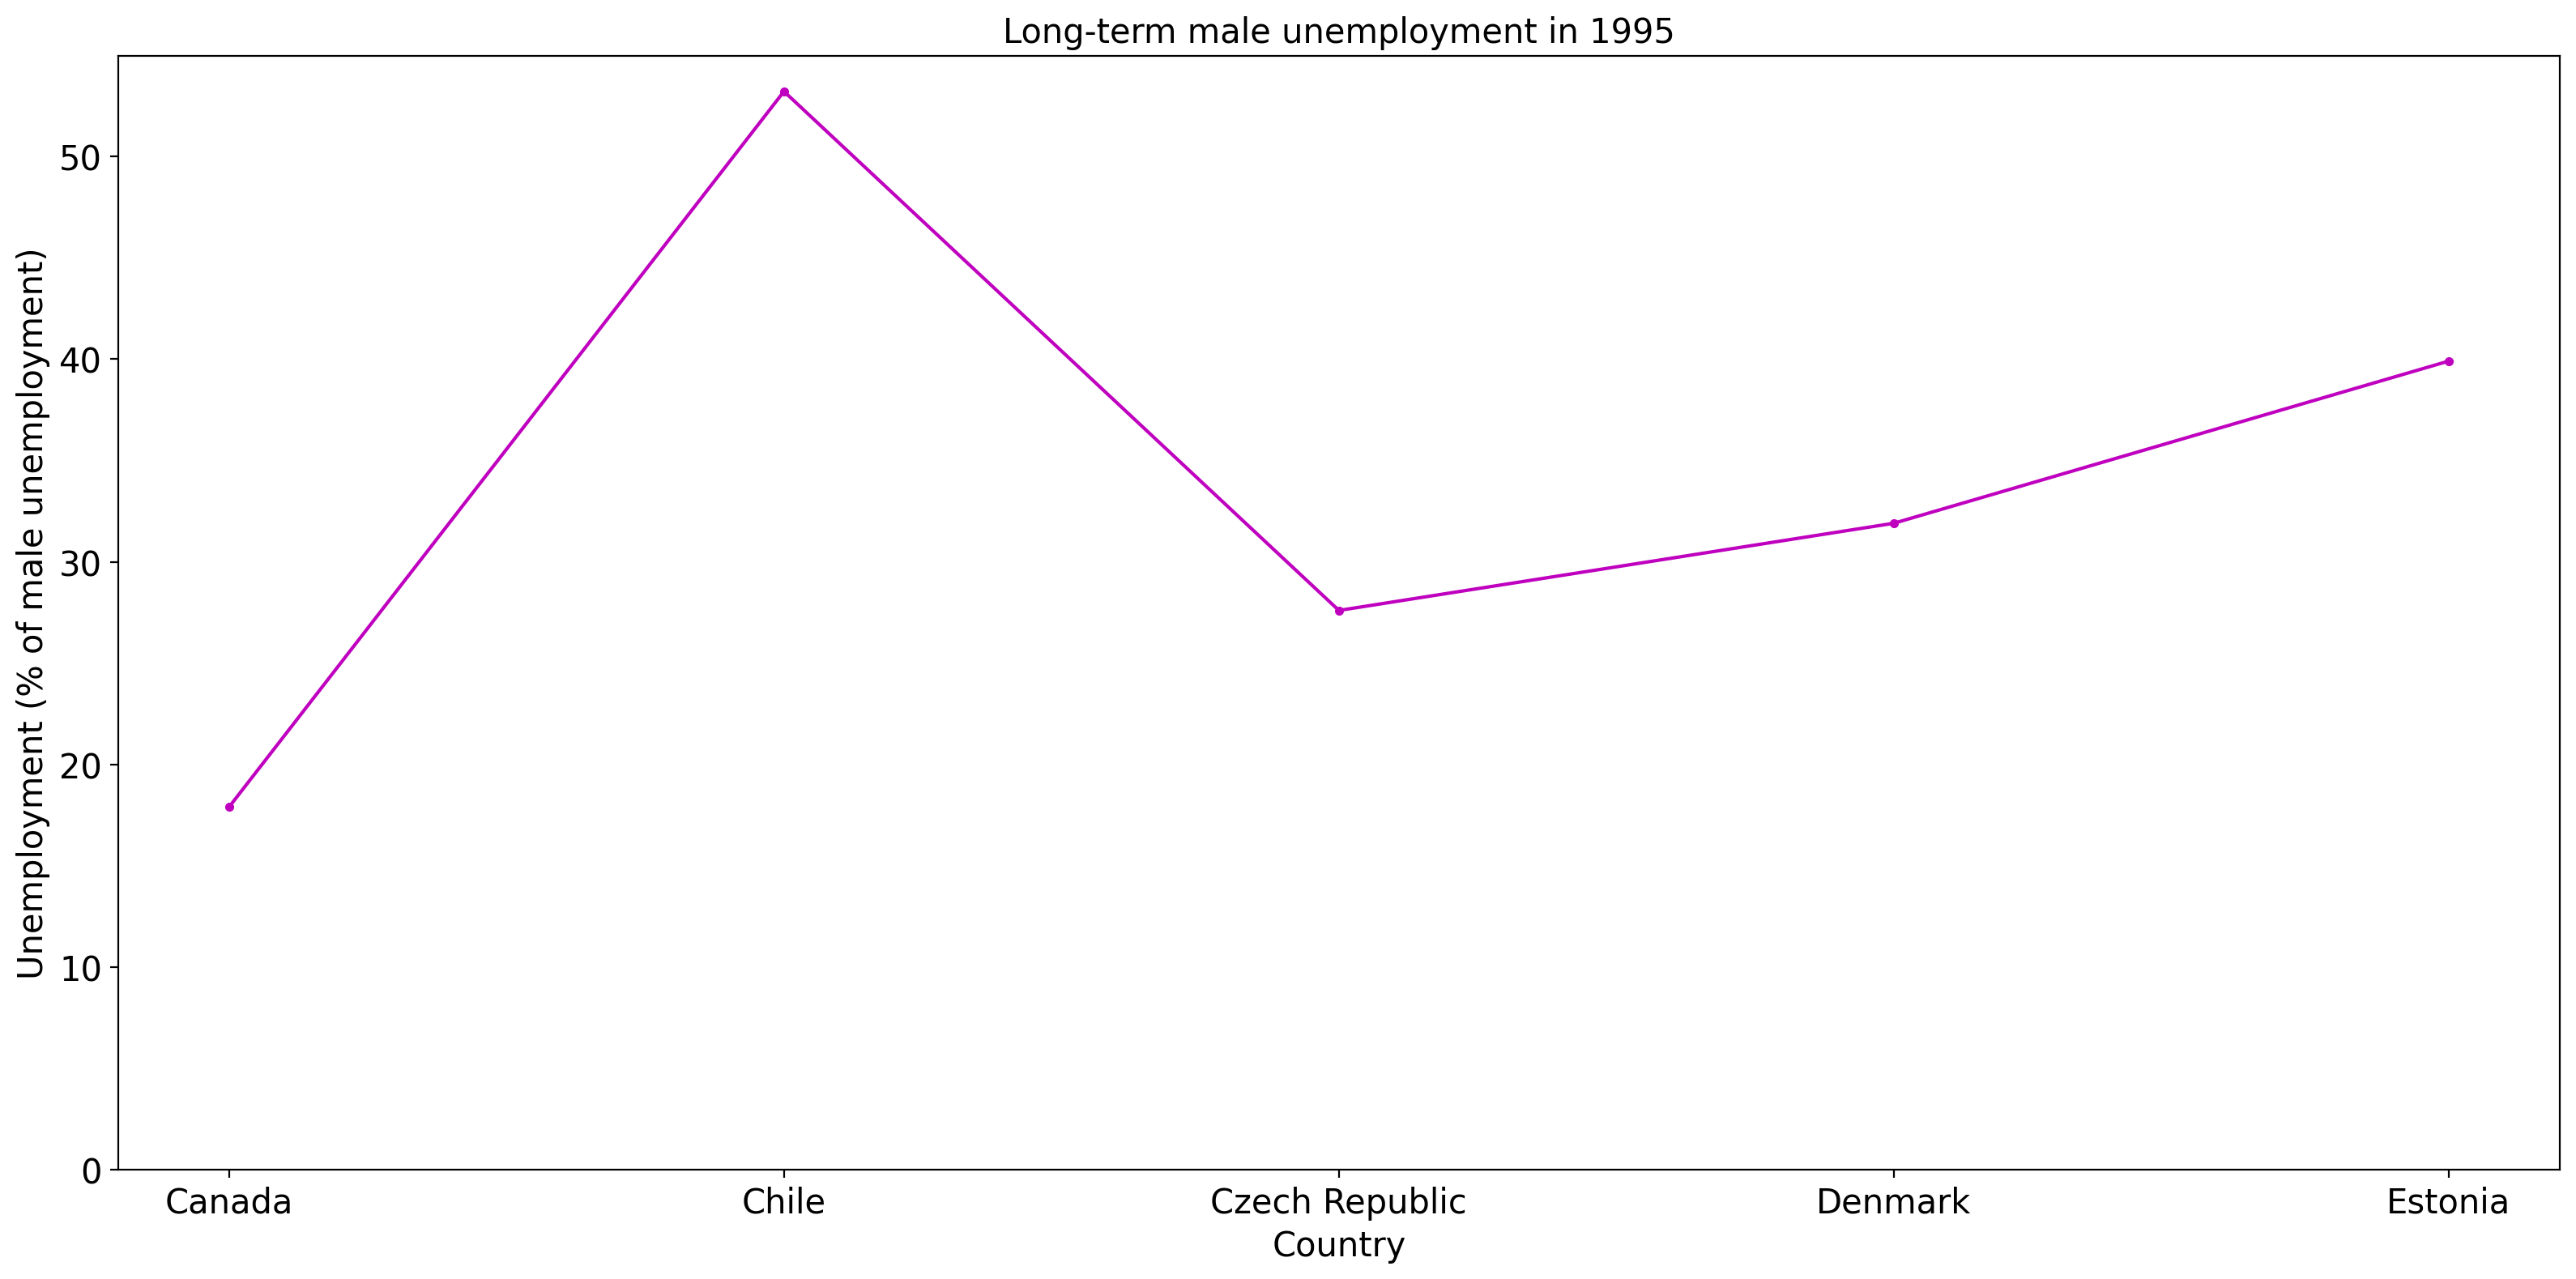 Long-term male unemployment in 1995
Unemployment (% of male unemployment)
50
40
30
20
10
0
Canada Chile Czech Republic Denmark Estonia
Country